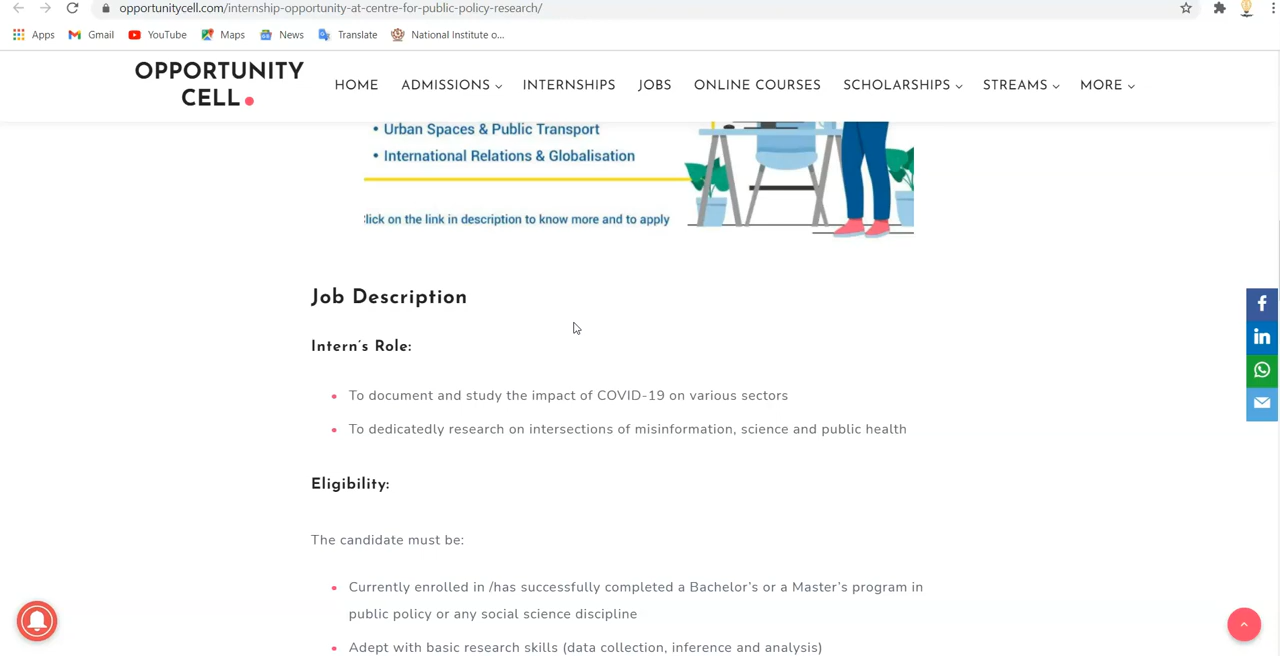 opportunitycell.com/internship-opportunity-at-centre-for-public-policy-research/
Apps Gmail YouTube Maps News Translate National Institute o...
OPPORTUNITY
CELL
HOME ADMISSIONS INTERNSHIPS JOBS ONLINE COURSES SCHOLARSHIPS STREAMS MORE
• Urban Spaces & Public Transport
• International Relations & Globalisation
lick on the link in description to know more and to apply
Job Description
Intern's Role:
• To document and study the impact of COVID-19 on various sectors
• To dedicatedly research on intersections of misinformation, science and public health
Eligibility:
The candidate must be:
• Currently enrolled in /has successfully completed a Bachelor's or a Master's program in
public policy or any social science discipline
• Adept with basic research skills (data collection, inference and analysis)